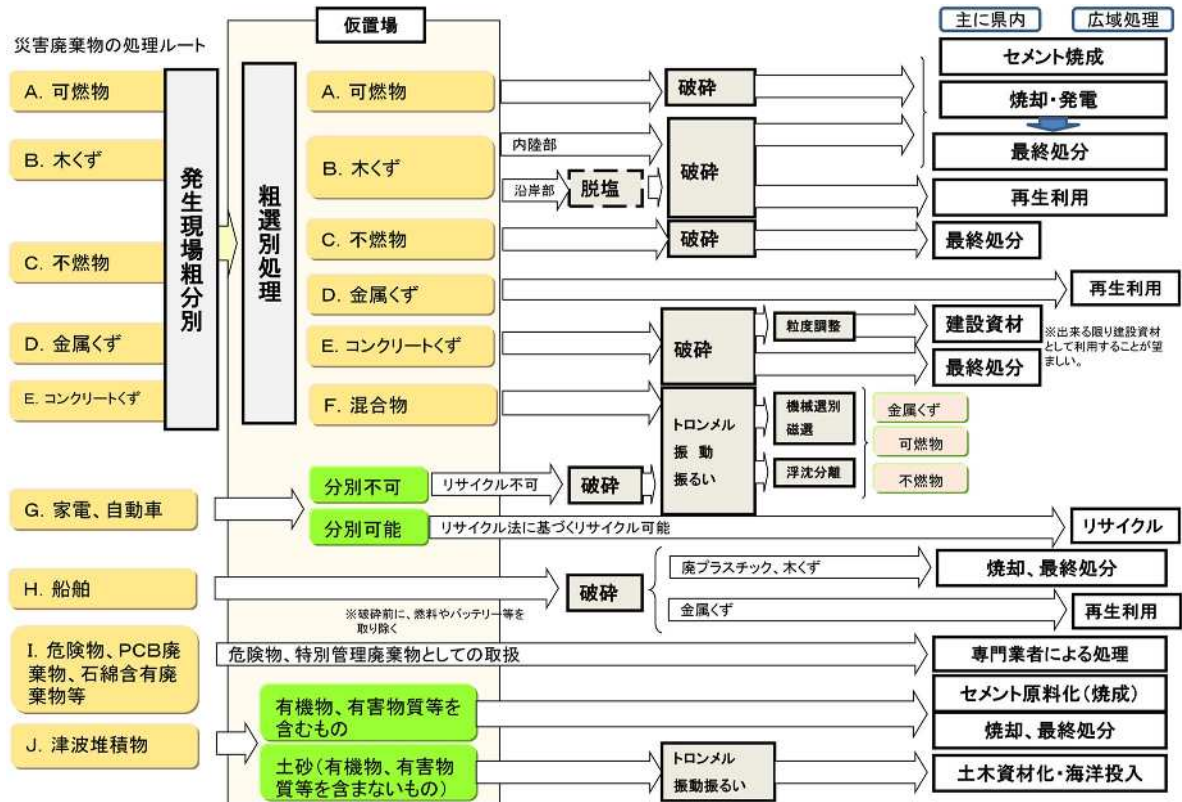 主に県内
広域処理
仮置場
災害廃棄物の処理ルート
A. 可燃物
B. 木くず
C. 不燃物
D. 金属くず
E. コンクリートくず
発生現場粗分別
粗選別処理
A. 可燃物
B. 木くず
C. 不燃物
D. 金属くず
E. コンクリートくず
F. 混合物
破砕
内陸部
沿岸部
脱塩
破砕
破砕
破砕
粒度調整
トロンメル
振 動
振るい
機械選別
磁選
浮沈分離
金属くず
可燃物
不燃物
セメント焼成
焼却・発電
最終処分
再生利用
最終処分
再生利用
建設資材
※出来る限り建設資材
として利用することが望
ましい。
最終処分
G. 家電、自動車
分別不可
リサイクル不可
破砕
分別可能
リサイクル法に基づくリサイクル可能
リサイクル
H. 船舶
※破砕前に、燃料やバッテリー等を
取り除く
破砕
廃プラスチック、木くず
焼却、最終処分
金属くず
再生利用
I. 危険物、PCB廃
棄物、石綿含有廃
棄物等
危険物、特別管理廃棄物としての取扱
専門業者による処理
J. 津波堆積物
有機物、有害物質等を
含むもの
セメント原料化(焼成)
焼却、最終処分
土砂(有機物、有害物
質等を含まないもの)
トロンメル
振動振るい
土木資材化・海洋投入